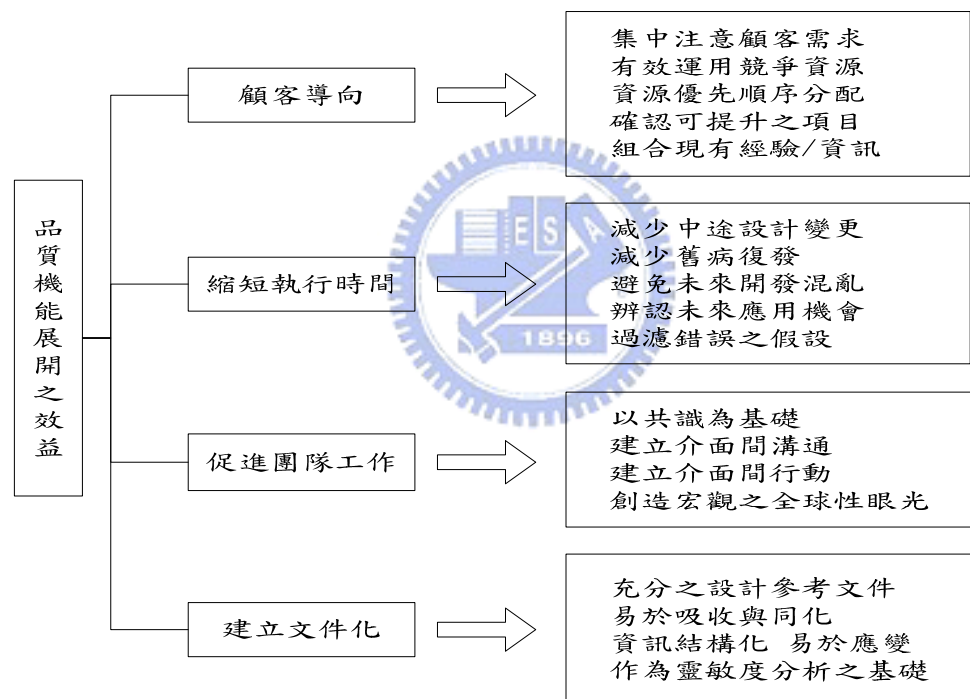 品質機能展開之效益
顧客導向
集中注意顧客需求
有效運用競爭資源
資源優先順序分配
確認可提升之項目
組合現有經驗/資訊
縮短執行時間
減少中途設計變更
減少舊病復發
避免未來開發混亂
辨認未來應用機會
過濾錯誤之假設
促進團隊工作
以共識為基礎
建立介面間溝通
建立介面間行動
創造宏觀之全球性眼光
建立文件化
充分之設計參考文件
易於吸收與同化
資訊結構化 易於應變
作為靈敏度分析之基礎
ESA
1896